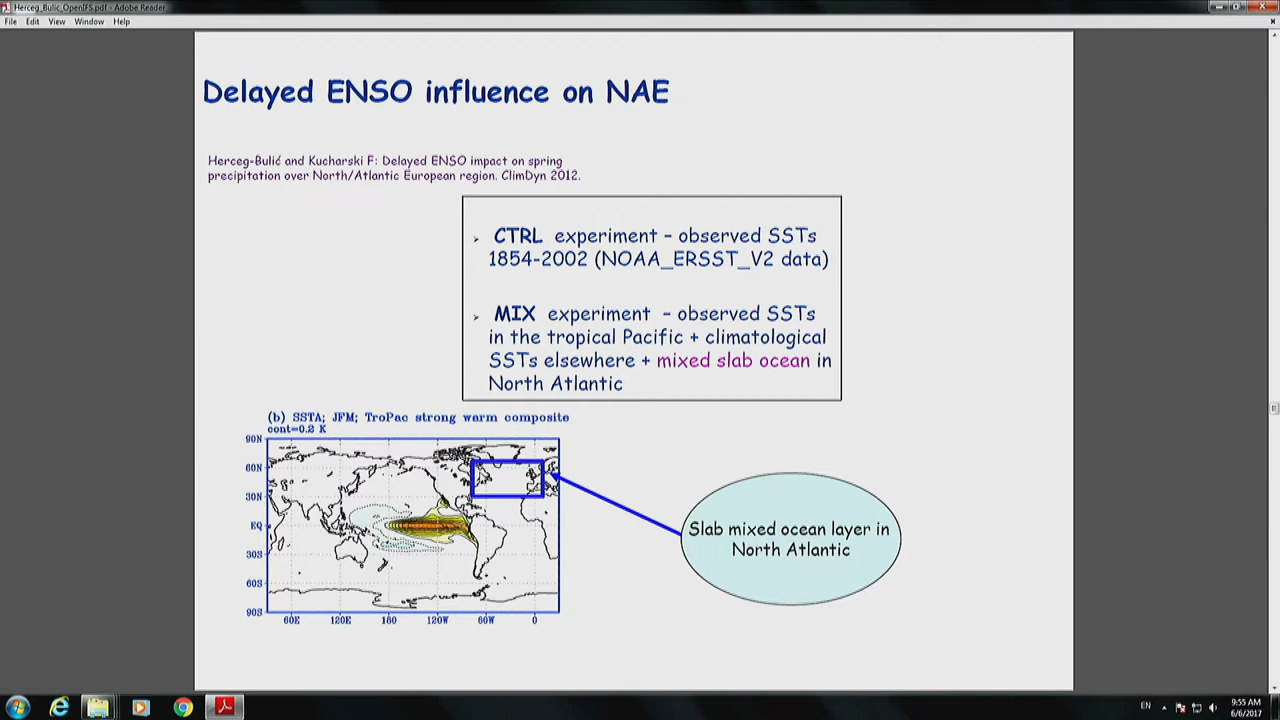 Herceg_Bulic_OpenIFS.pdf - Adobe Reader
File Edit View Window Help
Delayed ENSO influence on NAE
Herceg-Bulić and Kucharski F: Delayed ENSO impact on spring
precipitation over North/Atlantic European region. ClimDyn 2012.
CTRL experiment – observed SSTs
1854-2002 (NOAA_ERSST_V2 data)
MIX experiment – observed SSTs
in the tropical Pacific + climatological
SSTs elsewhere + mixed slab ocean in
North Atlantic
(b) SSTA; JFM; TroPac strong warm composite
cont=0.2 K
90N
60N
30N
EQ
30S
60S
90S
60E 120E 180 120W 60W 0
Slab mixed ocean layer in
North Atlantic
EN
9:55 AM
6/6/2017